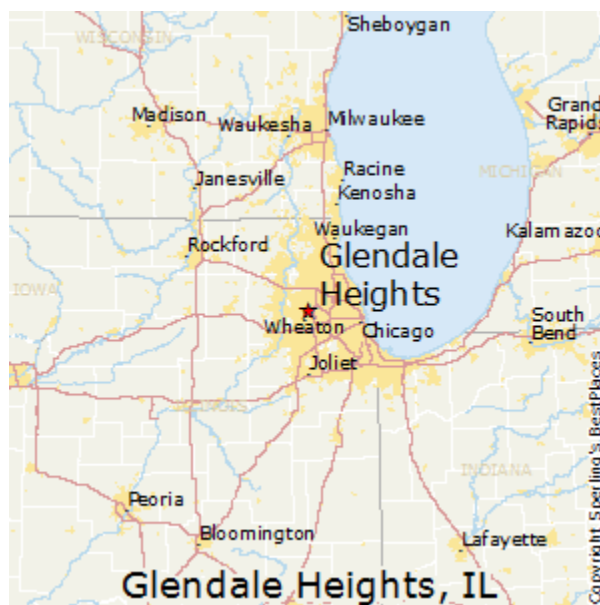 Sheboygan
WISCONSIN
Madison
Waukesha
Milwaukee
Grand
Rapids
MICHIGAN
Racine
Janesville
Kenosha
Waukegan
Kalamazoo
Rockford
Glendale
Heights
IOWA
Wheaton
Chicago
South
Bend
Joliet
ILLINOIS
INDIANA
Peoria
Bloomington
Lafayette
Glendale Heights, IL
Copyright Sperling's BestPlaces